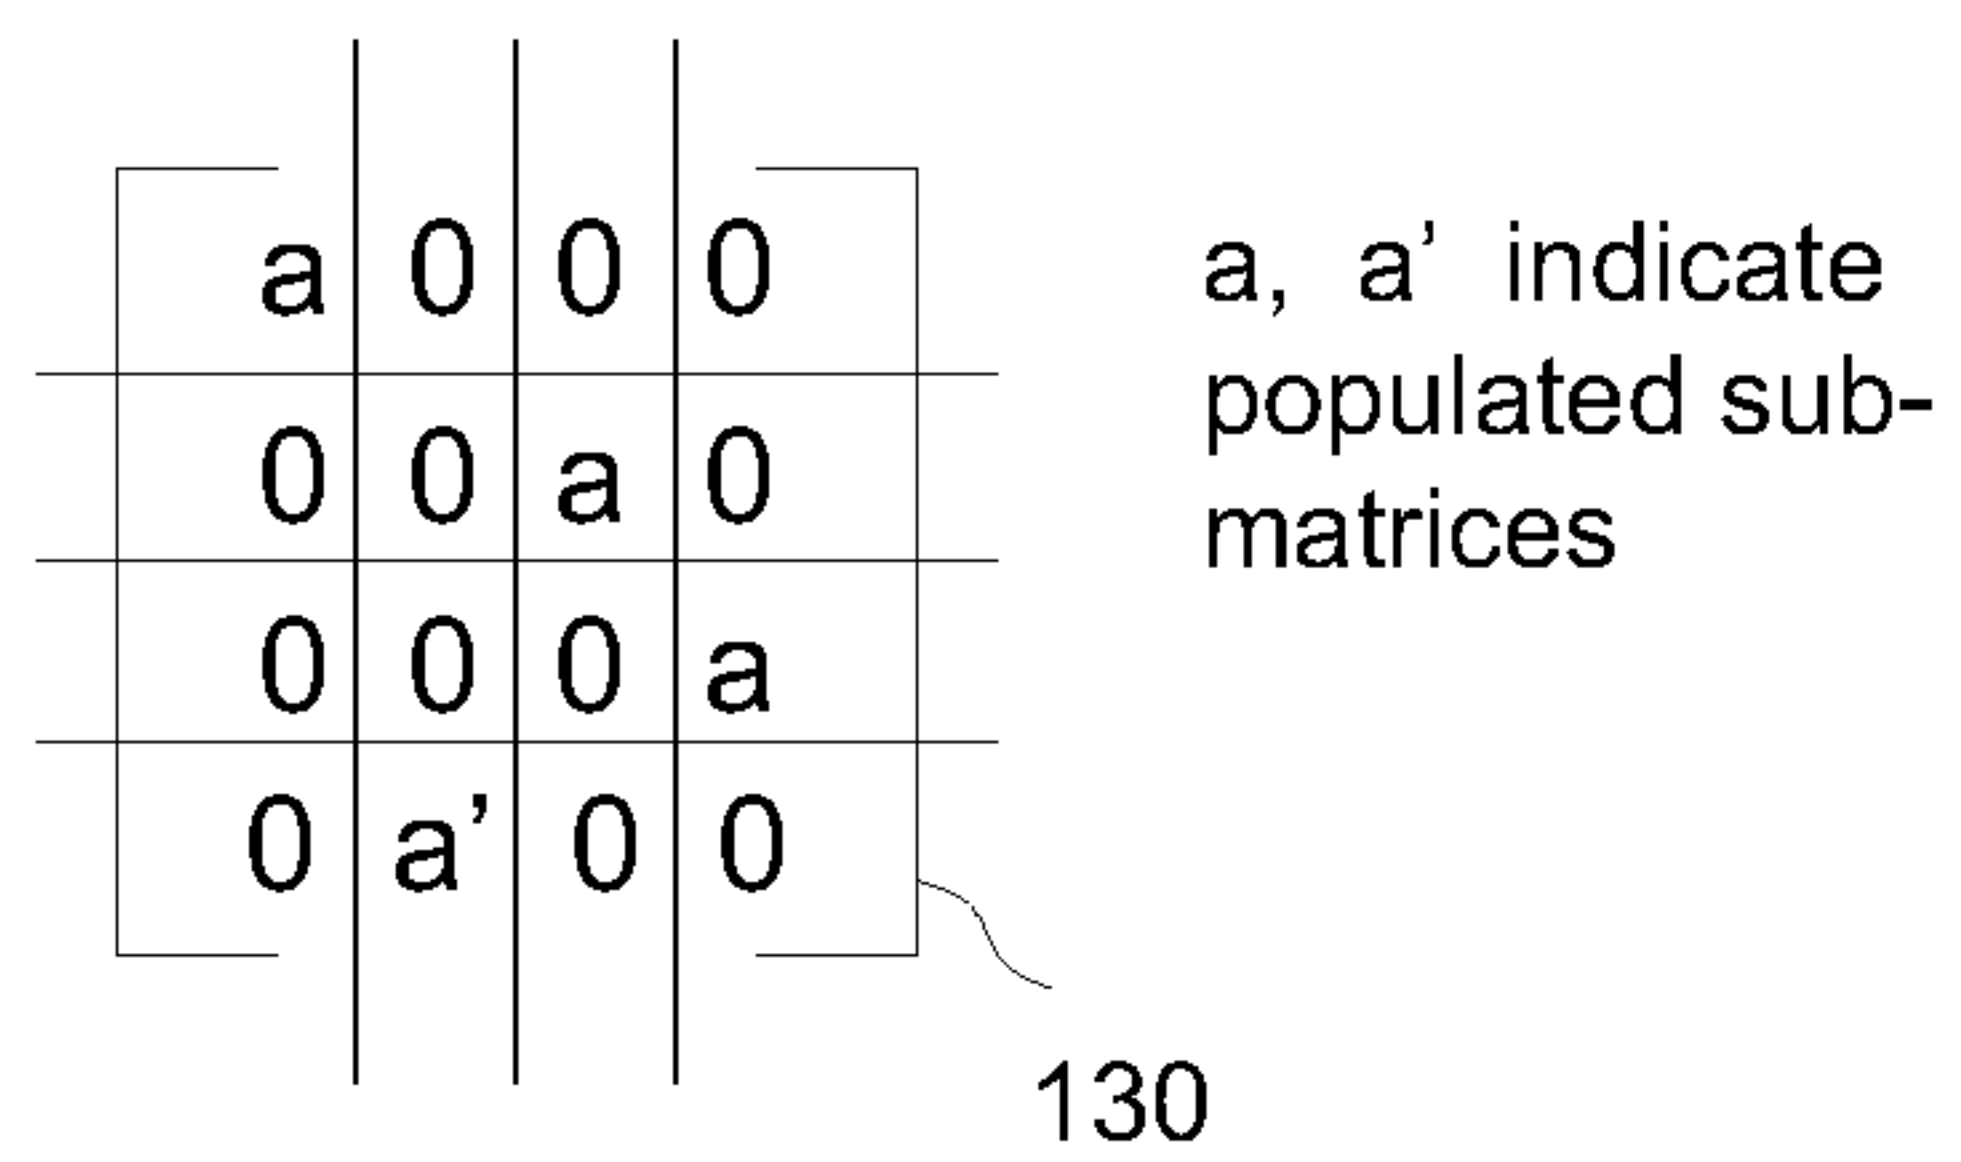 a 0 0 0
0 0 a 0
0 0 0 a
0 a’ 0 0
a, a’ indicate
populated sub-
matrices
130